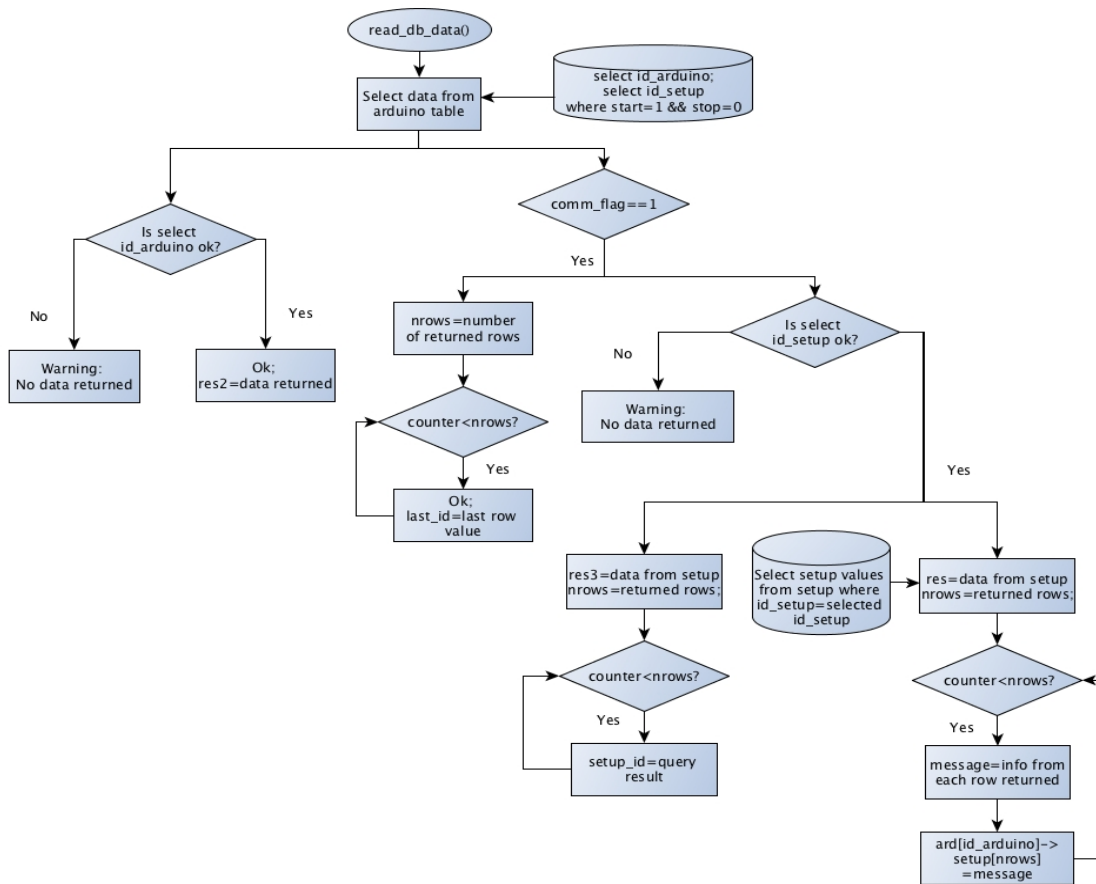 read_db_data()
Select data from
arduino table
select id_arduino;
select id_setup
where start=1 && stop=0
Is select
id_arduino ok?
comm_flag==1
Yes
No
Yes
Warning:
No data returned
Ok;
res2=data returned
nrows=number
of returned rows
Is select
id_setup ok?
No
Warning:
No data returned
counter<nrows?
Yes
Ok;
last_id=last row
value
Yes
res3=data from setup
nrows=returned rows;
Select setup values
from setup where
id_setup=selected
id_setup
res=data from setup
nrows=returned rows;
counter<nrows?
Yes
setup_id=query
result
counter<nrows?
Yes
message=info from
each row returned
ard[id_arduino]->
setup[nrows]
=message